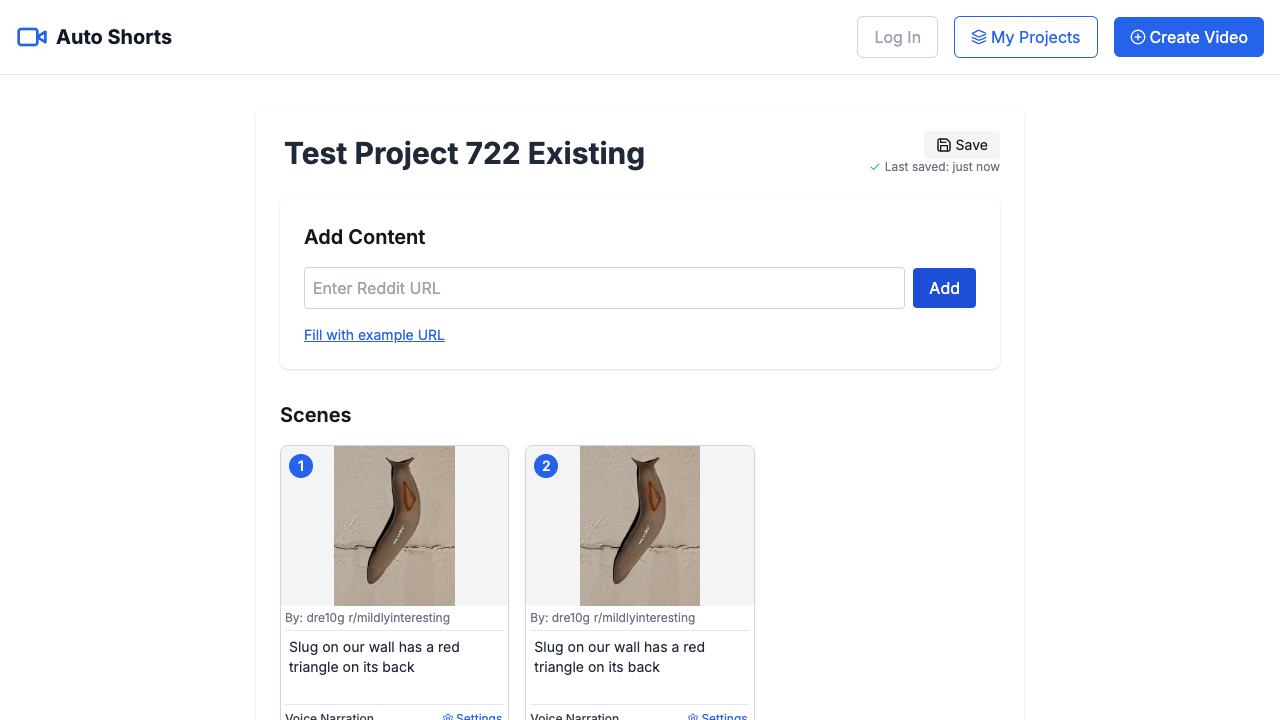 Auto Shorts
Log In
My Projects
Create Video
Test Project 722 Existing
Save
Last saved: just now
Add Content
Enter Reddit URL
Add
Fill with example URL
Scenes
1
2
By: dre10g r/mildlyinteresting
By: dre10g r/mildlyinteresting
Slug on our wall has a red
triangle on its back
Slug on our wall has a red
triangle on its back
Voice Narration
Settings
Voice Narration
Settings